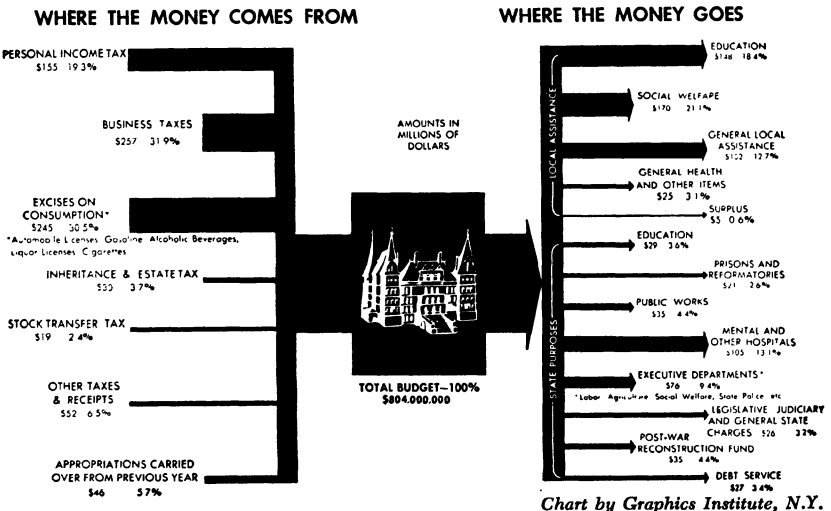 WHERE THE MONEY COMES FROM
PERSONAL INCOME TAX
$155 19.3%
BUSINESS TAXES
$257 31.9%
EXCISES ON
CONSUMPTION*
$245 30.5%
*Automobile Licenses Gasoline Alcoholic Beverages,
Liquor Licenses Cigarettes
INHERITANCE & ESTATE TAX
$30 3.7%
STOCK TRANSFER TAX
$19 2.4%
OTHER TAXES
& RECEIPTS
$52 6.5%
APPROPRIATIONS CARRIED
OVER FROM PREVIOUS YEAR
$46 5.7%
AMOUNTS IN
MILLIONS OF
DOLLARS
TOTAL BUDGET—100%
$804.000.000
WHERE THE MONEY GOES
LOCAL ASSISTANCE
EDUCATION
$148 18.4%
SOCIAL WELFARE
$170 21.1%
GENERAL LOCAL
ASSISTANCE
$102 12.7%
GENERAL HEALTH
AND OTHER ITEMS
$25 3.1%
SURPLUS
$5 0.6%
STATE PURPOSES
EDUCATION
$29 3.6%
PRISONS AND
REFORMATORIES
$21 2.6%
PUBLIC WORKS
$35 4.4%
MENTAL AND
OTHER HOSPITALS
$105 13.1%
EXECUTIVE DEPARTMENTS*
$76 9.4%
*Labor Agriculture Social Welfare, State Police etc
LEGISLATIVE JUDICIARY
AND GENERAL STATE
CHARGES $26 3.2%
POST-WAR
RECONSTRUCTION FUND
$35 4.4%
DEBT SERVICE
$27 3.4%
Chart by Graphics Institute, N.Y.